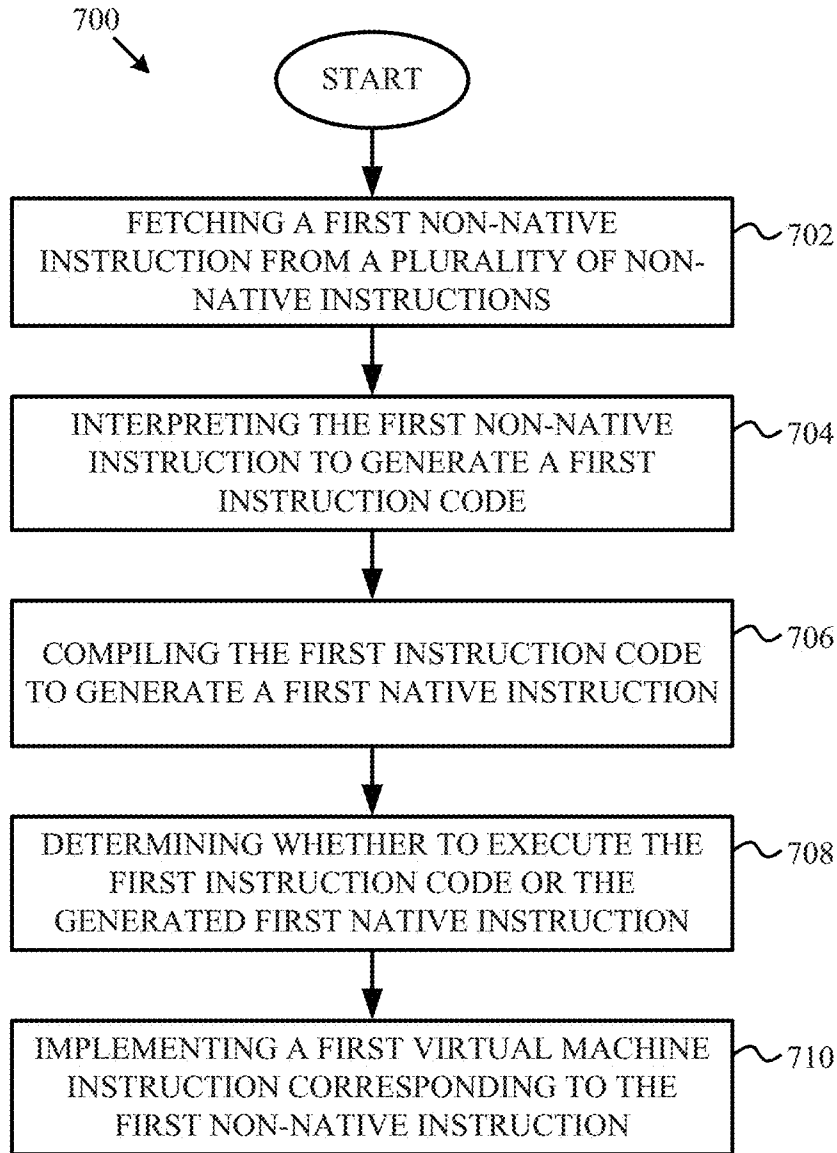 700
START
FETCHING A FIRST NON-NATIVE
INSTRUCTION FROM A PLURALITY OF NON-
NATIVE INSTRUCTIONS
702
INTERPRETING THE FIRST NON-NATIVE
INSTRUCTION TO GENERATE A FIRST
INSTRUCTION CODE
704
COMPILING THE FIRST INSTRUCTION CODE
TO GENERATE A FIRST NATIVE INSTRUCTION
706
DETERMINING WHETHER TO EXECUTE THE
FIRST INSTRUCTION CODE OR THE
GENERATED FIRST NATIVE INSTRUCTION
708
IMPLEMENTING A FIRST VIRTUAL MACHINE
INSTRUCTION CORRESPONDING TO THE
FIRST NON-NATIVE INSTRUCTION
710